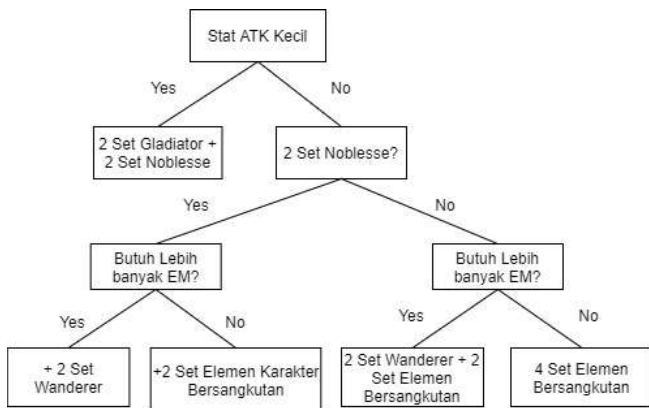 Stat ATK Kecil
Yes
No
2 Set Gladiator +
2 Set Noblesse
2 Set Noblesse?
Yes
No
Butuh Lebih
banyak EM?
Butuh Lebih
banyak EM?
Yes
No
Yes
No
+ 2 Set
Wanderer
+2 Set Elemen Karakter
Bersangkutan
2 Set Wanderer + 2
Set Elemen
Bersangkutan
4 Set Elemen
Bersangkutan